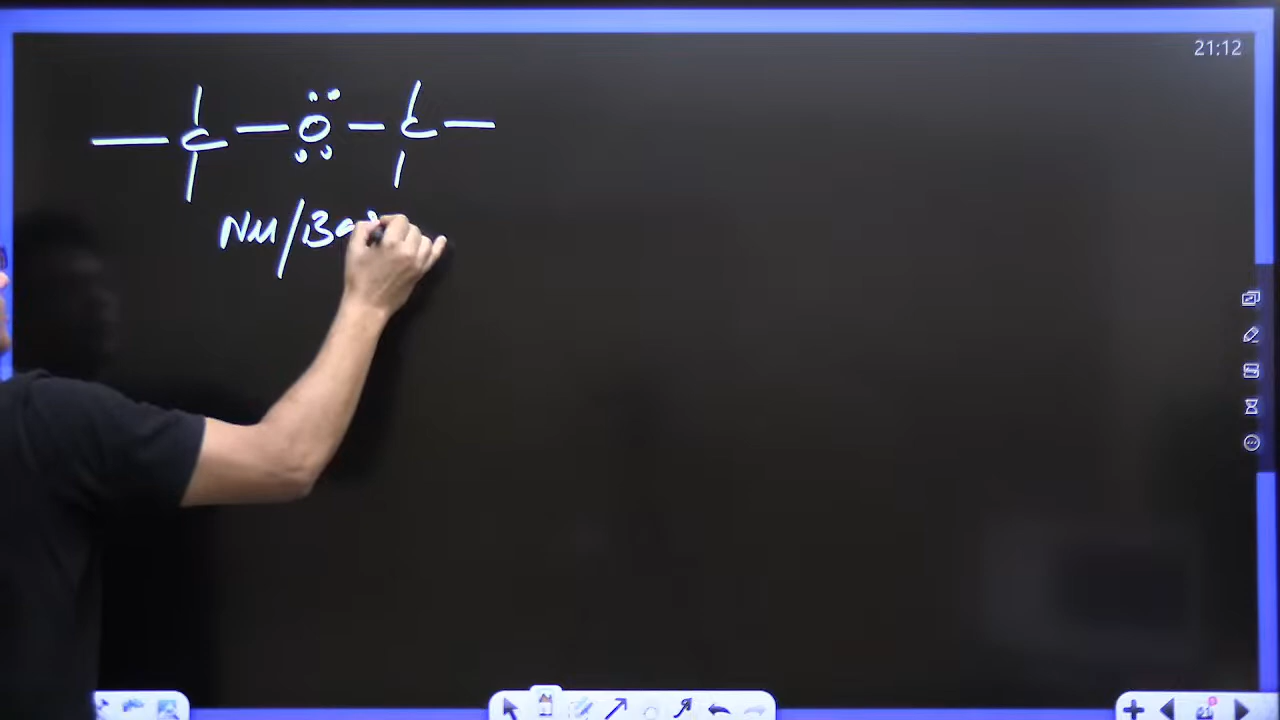 21:12
— C — O — C —
Nu/Ba